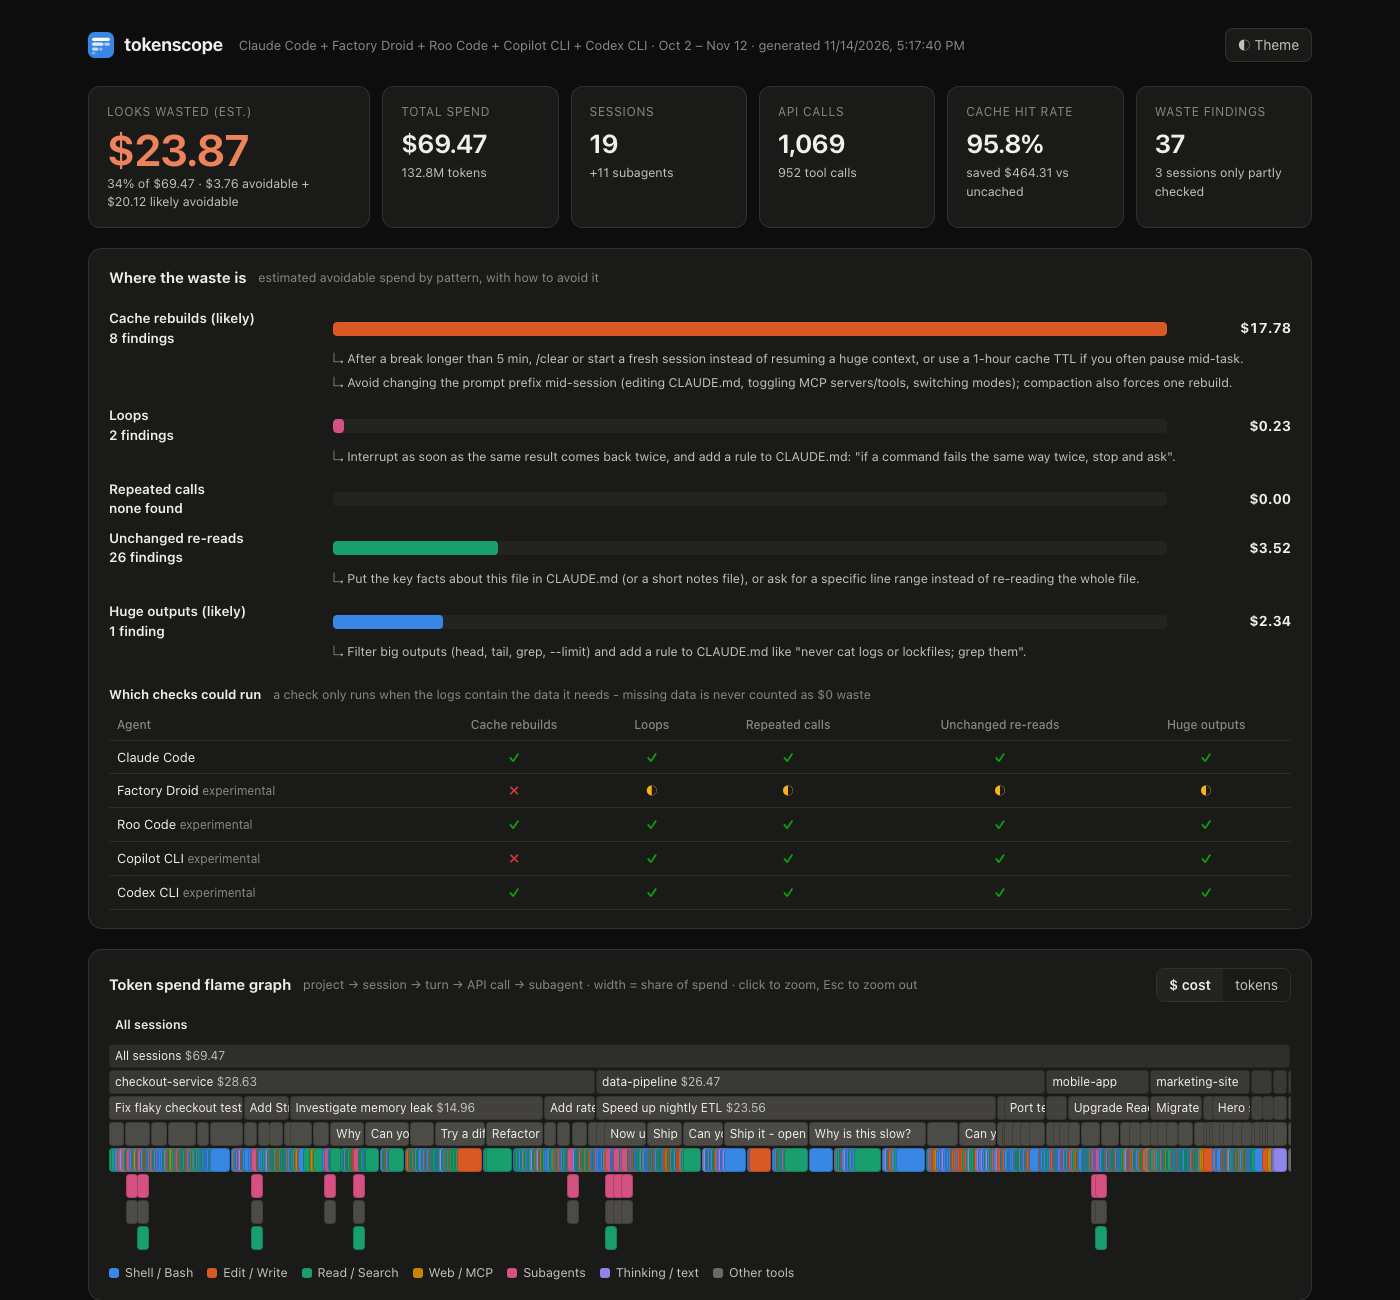 tokenscope
Claude Code + Factory Droid + Roo Code + Copilot CLI + Codex CLI · Oct 2 – Nov 12 · generated 11/14/2026, 5:17:40 PM
Theme
LOOKS WASTED (EST.)
$23.87
34% of $69.47 · $3.76 avoidable +
$20.12 likely avoidable
TOTAL SPEND
$69.47
132.8M tokens
SESSIONS
19
+11 subagents
API CALLS
1,069
952 tool calls
CACHE HIT RATE
95.8%
saved $464.31 vs
uncached
WASTE FINDINGS
37
3 sessions only partly
checked
Where the waste is estimated avoidable spend by pattern, with how to avoid it
Cache rebuilds (likely)
8 findings
$17.78
After a break longer than 5 min, /clear or start a fresh session instead of resuming a huge context, or use a 1-hour cache TTL if you often pause mid-task.
Avoid changing the prompt prefix mid-session (editing CLAUDE.md, toggling MCP servers/tools, switching modes); compaction also forces one rebuild.
Loops
2 findings
$0.23
Interrupt as soon as the same result comes back twice, and add a rule to CLAUDE.md: "if a command fails the same way twice, stop and ask".
Repeated calls
none found
$0.00
Unchanged re-reads
26 findings
$3.52
Put the key facts about this file in CLAUDE.md (or a short notes file), or ask for a specific line range instead of re-reading the whole file.
Huge outputs (likely)
1 finding
$2.34
Filter big outputs (head, tail, grep, --limit) and add a rule to CLAUDE.md like "never cat logs or lockfiles; grep them".
Which checks could run a check only runs when the logs contain the data it needs - missing data is never counted as $0 waste
Agent Cache rebuilds Loops Repeated calls Unchanged re-reads Huge outputs
Claude Code
Factory Droid experimental
Roo Code experimental
Copilot CLI experimental
Codex CLI experimental
Token spend flame graph project → session → turn → API call → subagent · width = share of spend · click to zoom, Esc to zoom out
$ cost tokens
All sessions
All sessions $69.47
checkout-service $28.63 data-pipeline $26.47 mobile-app marketing-site
Fix flaky checkout test Add Str Investigate memory leak $14.96 Add rate Speed up nightly ETL $23.56 Port te Upgrade Reac Migrate Hero
Why Can yo Try a dif Refactor Now u Ship Can yo Ship it - open Why is this slow? Can y
Shell / Bash Edit / Write Read / Search Web / MCP Subagents Thinking / text Other tools